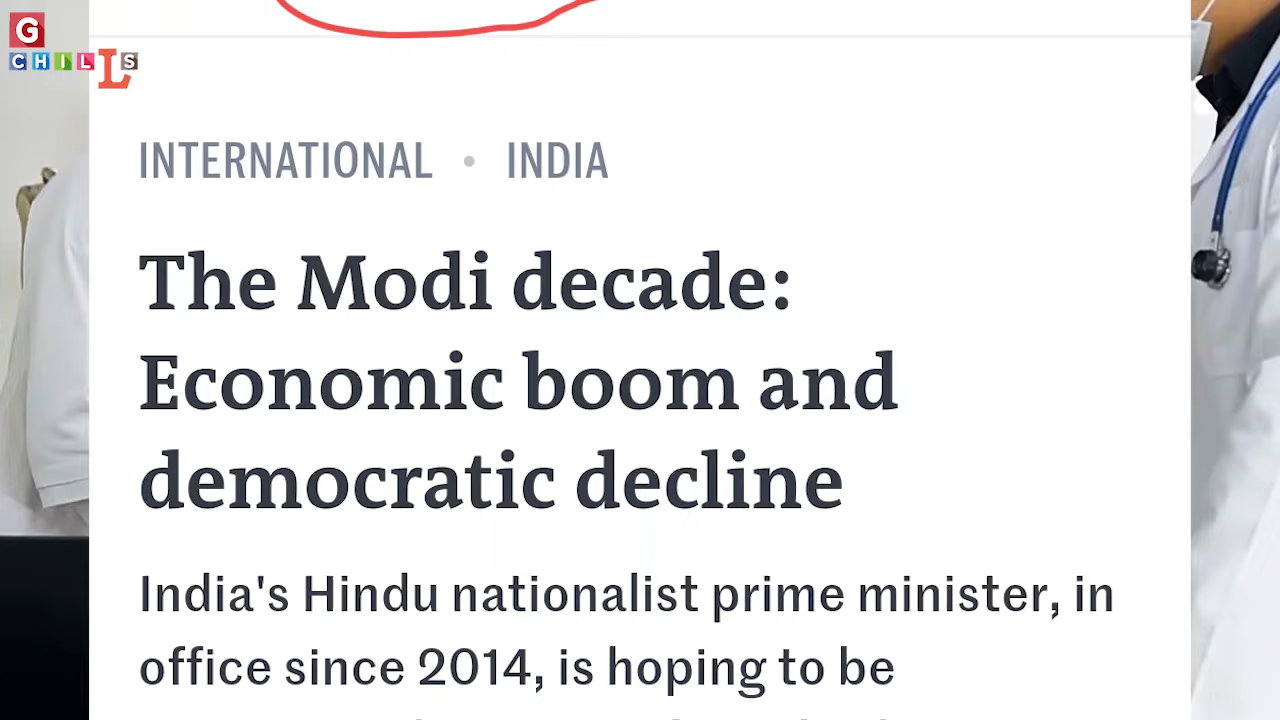 G
CHILLS
L
INTERNATIONAL • INDIA
The Modi decade:
Economic boom and
democratic decline
India's Hindu nationalist prime minister, in
office since 2014, is hoping to be